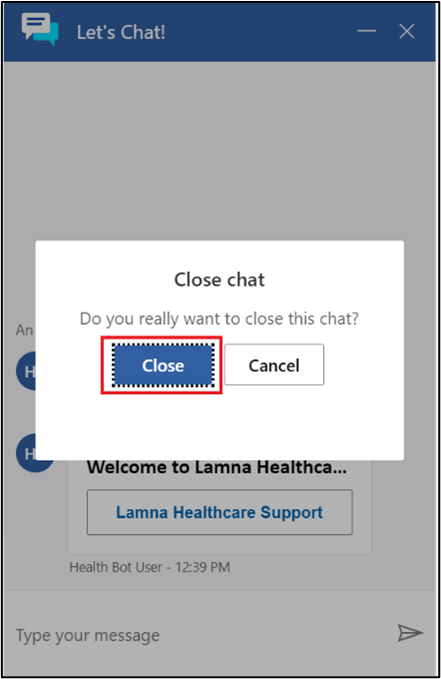 Let's Chat!
Close chat
Do you really want to close this chat?
Close
Cancel
An
H
H
Welcome to Lamna Healthca...
Lamna Healthcare Support
Health Bot User - 12:39 PM
Type your message